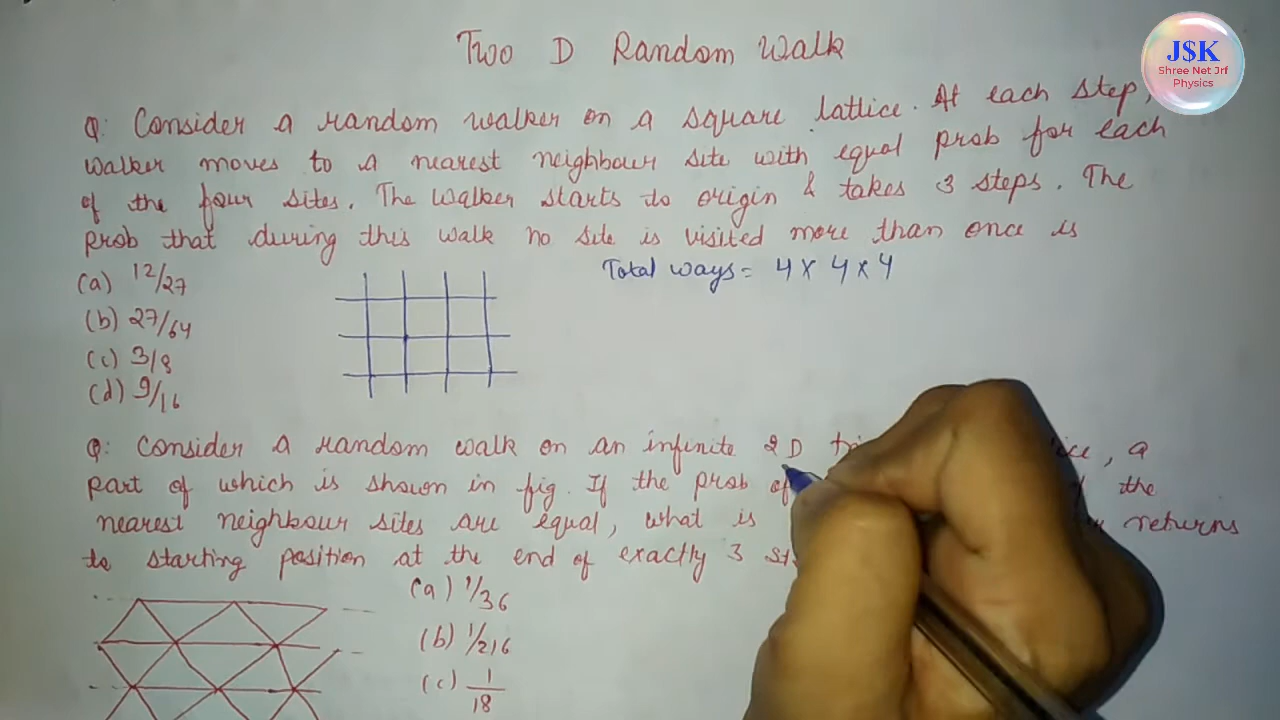 Two D Random Walk
J$K
Shree Net Jrf
Physics
Q: Consider a random walker on a square lattice. At each step,
walker moves to a nearest neighbour site with equal prob for each
of the four sites. The walker starts to origin & takes 3 steps. The
prob that during this walk no site is visited more than once is
Total ways = 4 x 4 x 4
(a) 12/27
(b) 27/64
(c) 3/8
(d) 9/16
Q: Consider a random walk on an infinite 2D
part of which is shown in fig. If the prob of the
nearest neighbour sites are equal, what is returns
to starting position at the end of exactly 3
(a) 1/36
(b) 1/216
(c) 1/18